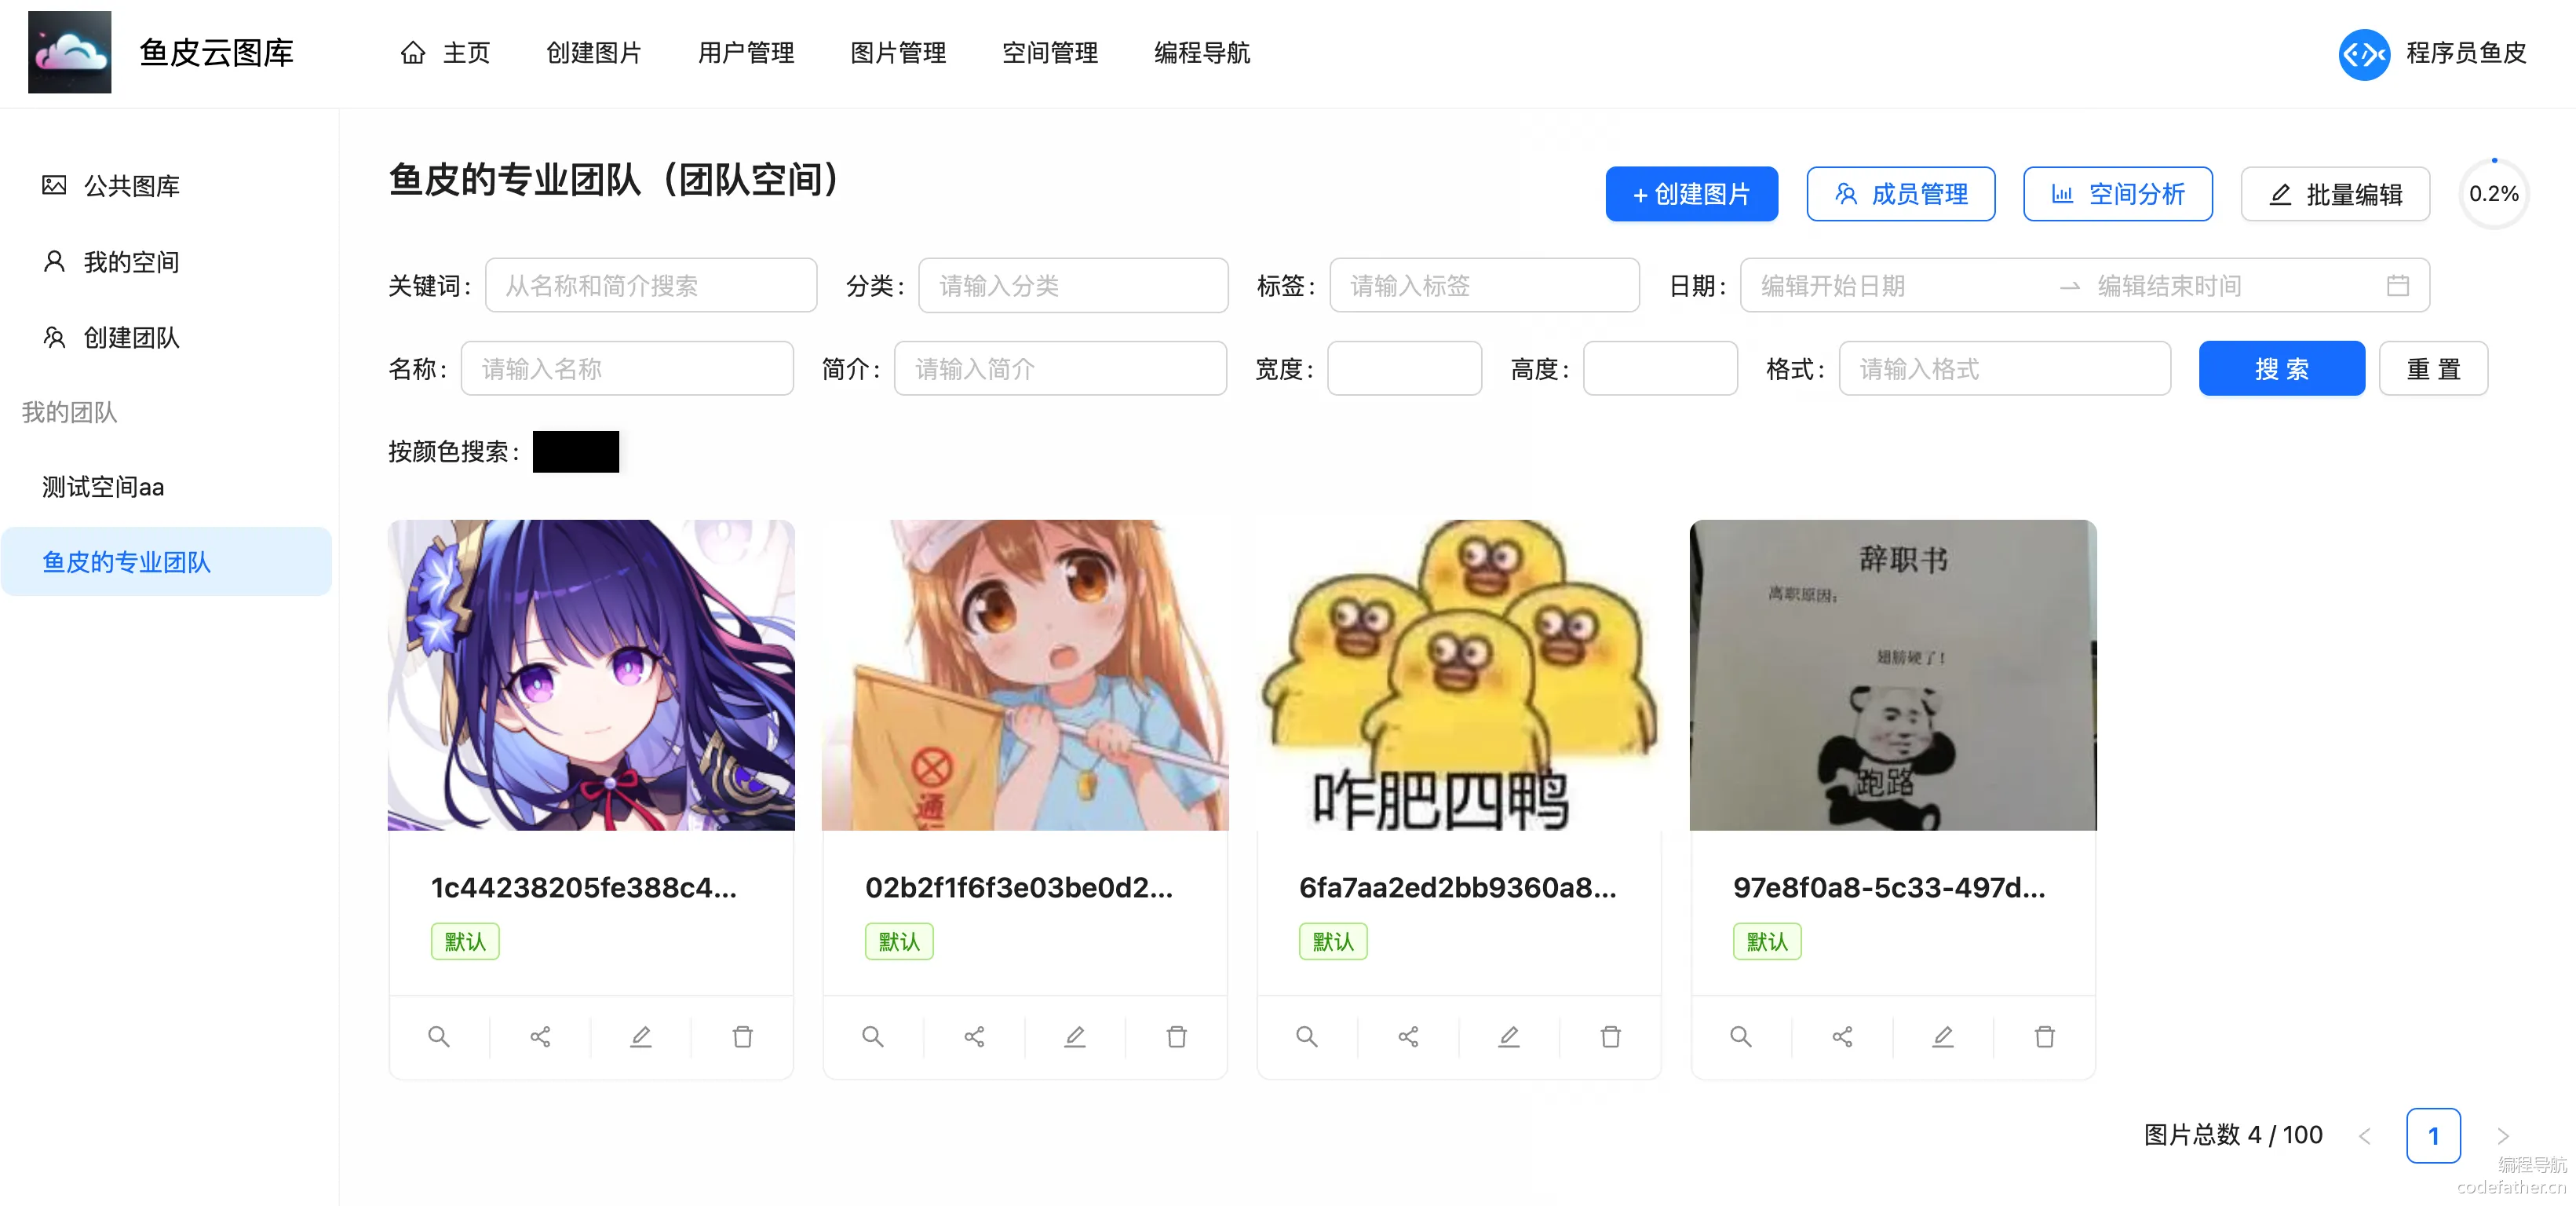 鱼皮云图库
主页 创建图片 用户管理 图片管理 空间管理 编程导航
程序员鱼皮
公共图库
我的空间
创建团队
我的团队
测试空间aa
鱼皮的专业团队
鱼皮的专业团队（团队空间）
+ 创建图片 成员管理 空间分析 批量编辑 0.2%
关键词： 从名称和简介搜索 分类： 请输入分类 标签： 请输入标签 日期： 编辑开始日期 → 编辑结束时间
名称： 请输入名称 简介： 请输入简介 宽度： 高度： 格式： 请输入格式 搜 索 重 置
按颜色搜索：
通
咋肥四鸭
辞职书
离职原因：
翅膀硬了！
跑路
1c44238205fe388c4...
默认
02b2f1f6f3e03be0d2...
默认
6fa7aa2ed2bb9360a8...
默认
97e8f0a8-5c33-497d...
默认
图片总数 4 / 100 < 1 >
编程导航
codefather.cn